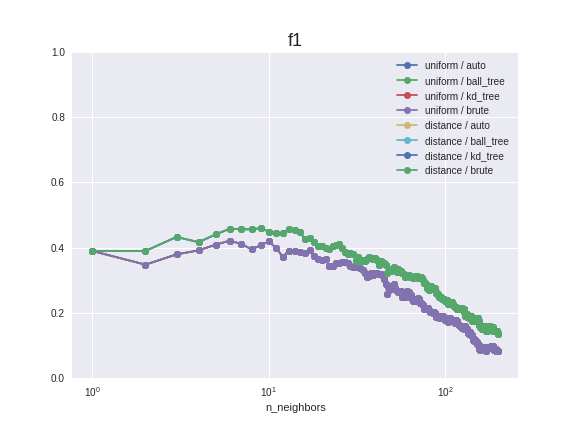 f1
1.0
0.8
0.6
0.4
0.2
0.0
uniform / auto
uniform / ball_tree
uniform / kd_tree
uniform / brute
distance / auto
distance / ball_tree
distance / kd_tree
distance / brute
10⁰ 10¹ 10²
n_neighbors